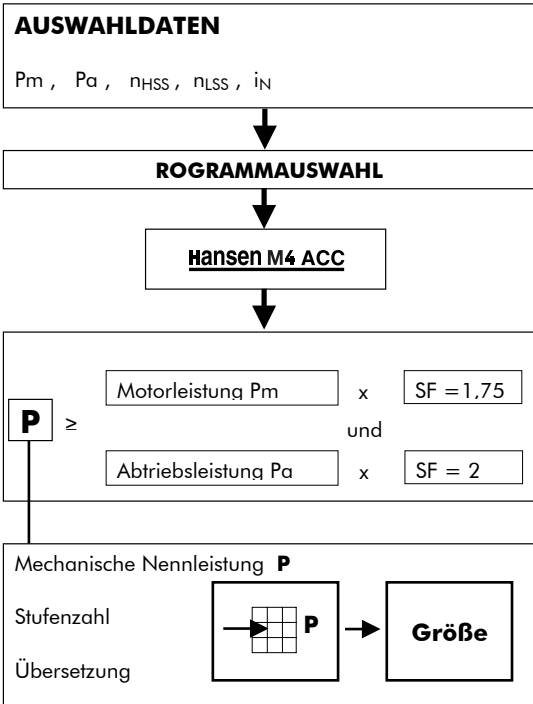 AUSWAHLDATEN
Pm , Pa , nHSS , nLSS , iN
ROGRAMMAUSWAHL
Hansen M4 ACC
Motorleistung Pm x SF =1,75
P ≥
und
Abtriebsleistung Pa x SF = 2
Mechanische Nennleistung P
Stufenzahl
P
Größe
Übersetzung